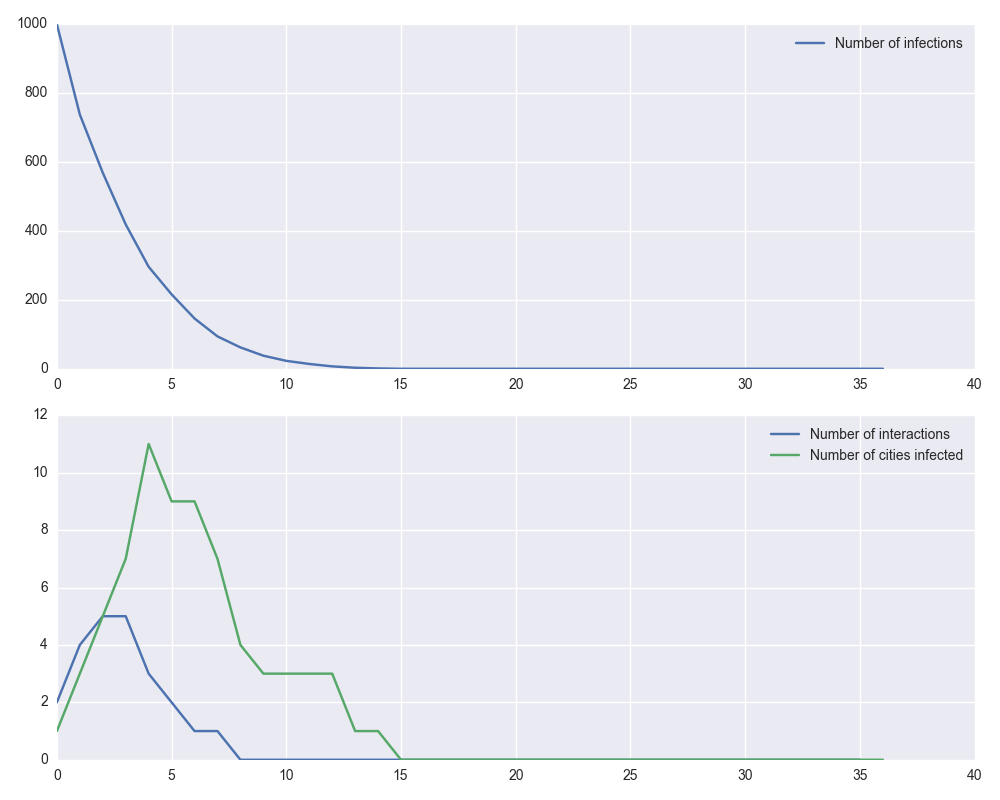 1000
Number of infections
800
600
400
200
0
0 5 10 15 20 25 30 35 40
12
Number of interactions
Number of cities infected
10
8
6
4
2
0
0 5 10 15 20 25 30 35 40